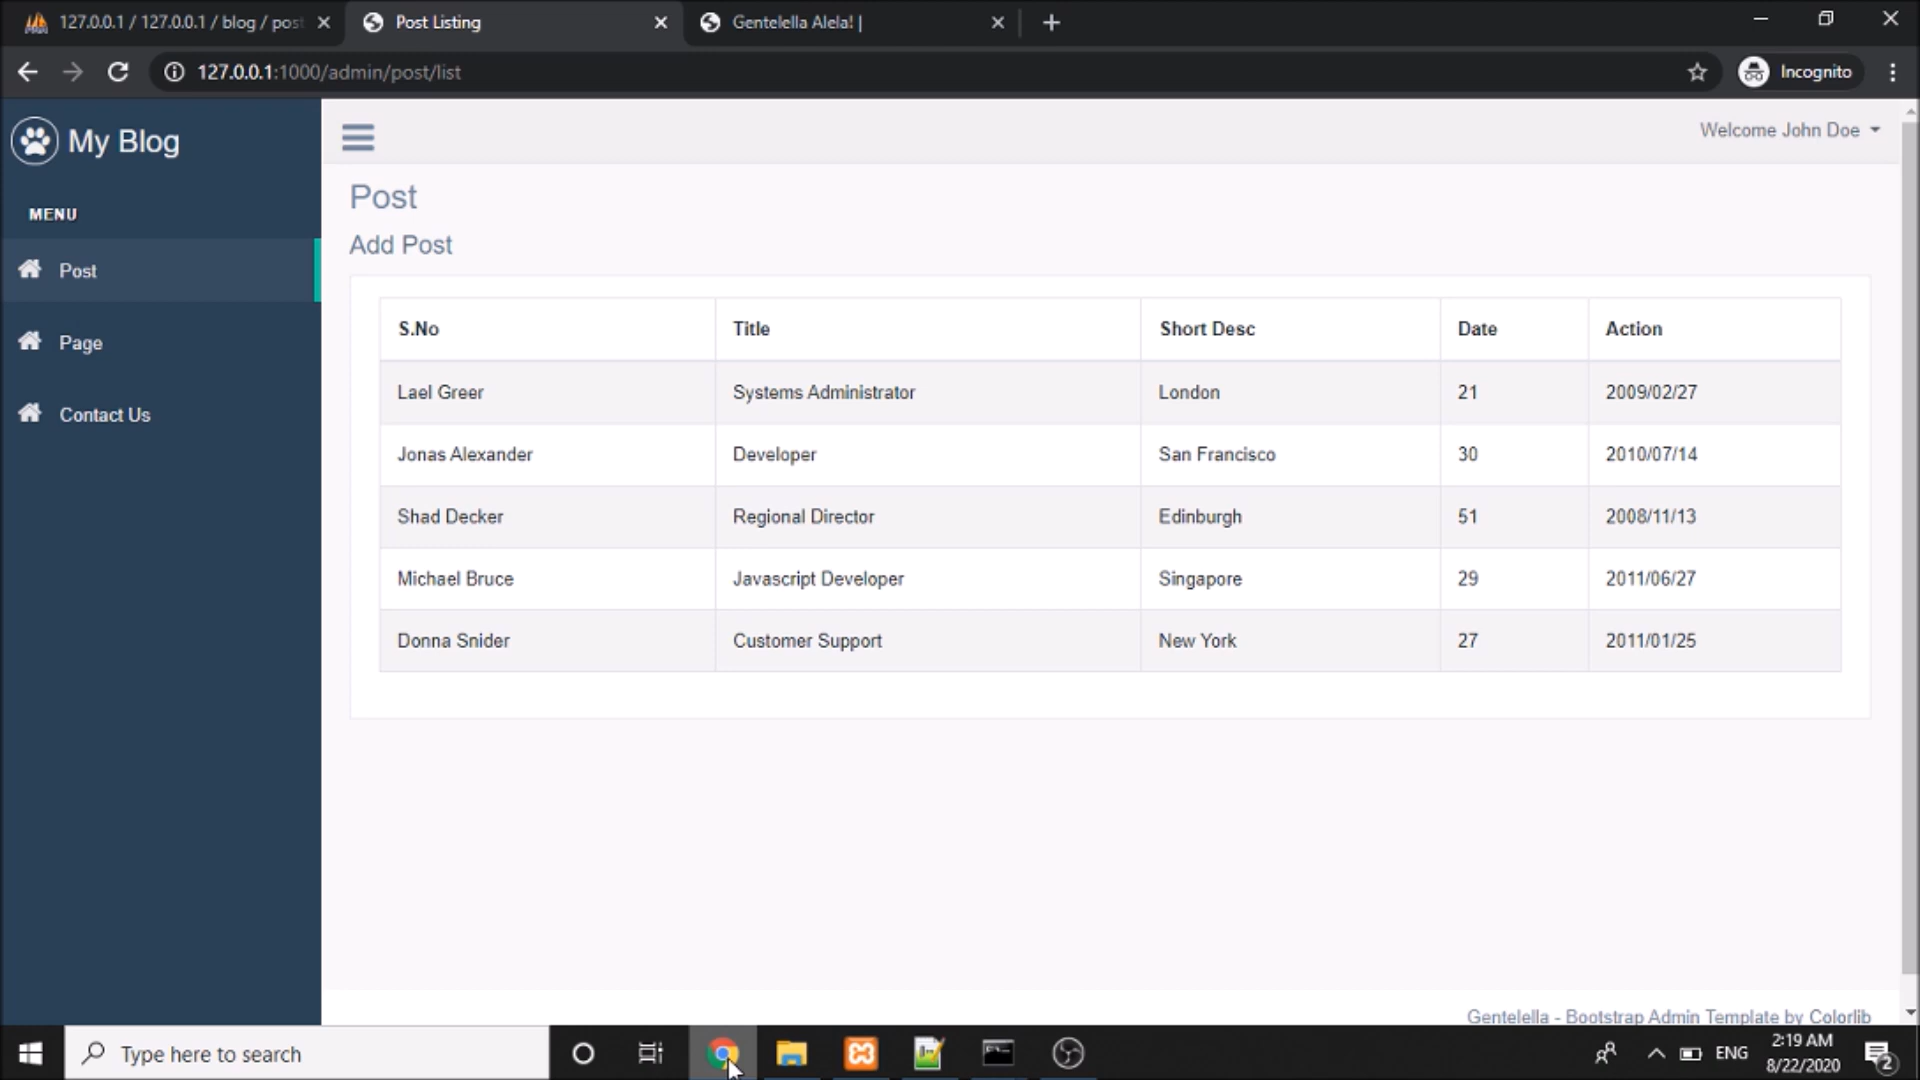 127.0.0.1 / 127.0.0.1 / blog / post
Post Listing
Gentelella Alela! |
127.0.0.1:1000/admin/post/list
Incognito
My Blog
Welcome John Doe
MENU
Post
Page
Contact Us
Post
Add Post
S.No Title Short Desc Date Action
Lael Greer Systems Administrator London 21 2009/02/27
Jonas Alexander Developer San Francisco 30 2010/07/14
Shad Decker Regional Director Edinburgh 51 2008/11/13
Michael Bruce Javascript Developer Singapore 29 2011/06/27
Donna Snider Customer Support New York 27 2011/01/25
Gentelella - Bootstrap Admin Template by Colorlib
Type here to search
ENG
2:19 AM
8/22/2020
2